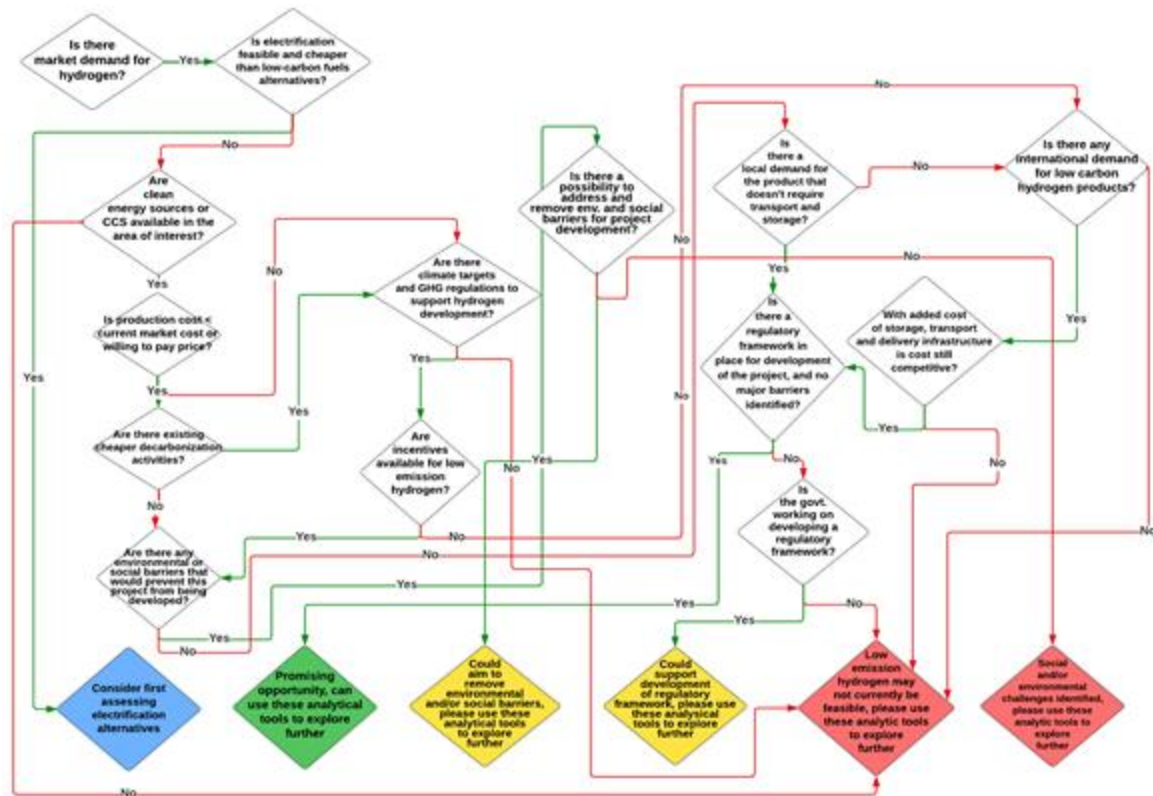 Is there
market demand for
hydrogen?
Yes
Is electrification
feasible and cheaper
than low-carbon fuels
alternatives?
No
Yes
Are
clean
energy sources or
CCS available in the
area of interest?
Yes
No
Is production cost <
current market cost or
willing to pay price?
Yes
No
Are there existing
cheaper decarbonization
activities?
Yes
No
Are there
climate targets
and GHG regulations to
support hydrogen
development?
Yes
No
Are
incentives
available for low
emission
hydrogen?
Yes
No
Are there any
environmental or
social barriers that
would prevent this
project from being
developed?
Yes
No
Yes
No
Is there a
possibility to
address and
remove env. and social
barriers for project
development?
Yes
No
Is
there a
local demand for
the product that
doesn't require
transport and
storage?
No
Yes
No
No
No
Is there any
international demand
for low carbon
hydrogen products?
Yes
No
With added cost
of storage, transport
and delivery infrastructure
is cost still
competitive?
Yes
No
Is
there a
regulatory
framework in
place for development
of the project, and no
major barriers
identified?
Yes
No
Yes
Is
the govt.
working on
developing a
regulatory
framework?
Yes
No
Consider first
assessing
electrification
alternatives
Promising
opportunity, can
use these analytical
tools to explore
further
Could
aim to
remove
environmental
and/or social barriers,
please use these
analytical tools
to explore
further
Could
support
development
of regulatory
framework, please use
these analysical
tools to explore
further
Low
emission
hydrogen may
not currently be
feasible, please use
these analytic tools
to explore
further
Social
and/or
environmental
challenges identified,
please use these
analytic tools to
explore
further